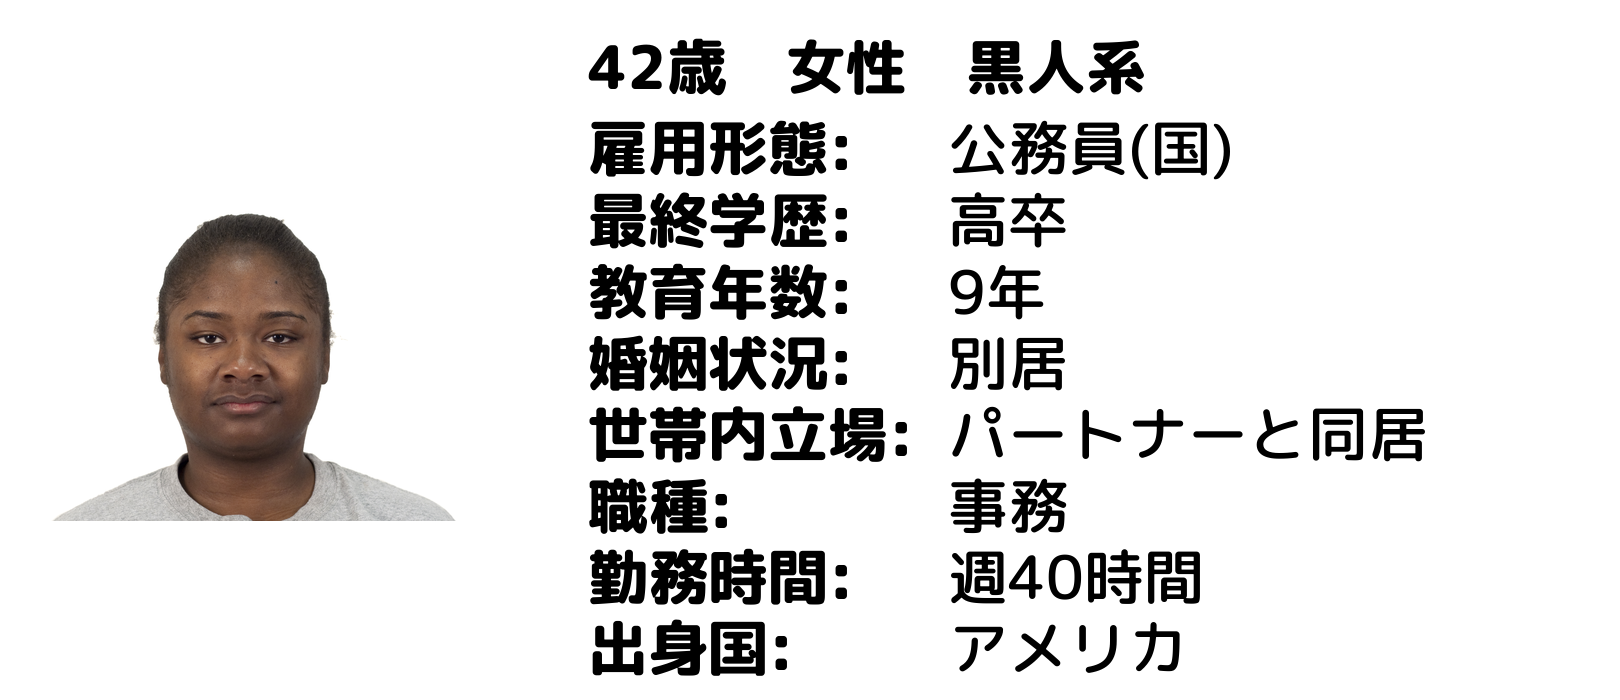 42歳　女性　黒人系
雇用形態:　公務員(国)
最終学歴:　高卒
教育年数:　9年
婚姻状況:　別居
世帯内立場:　パートナーと同居
職種:　事務
勤務時間:　週40時間
出身国:　アメリカ